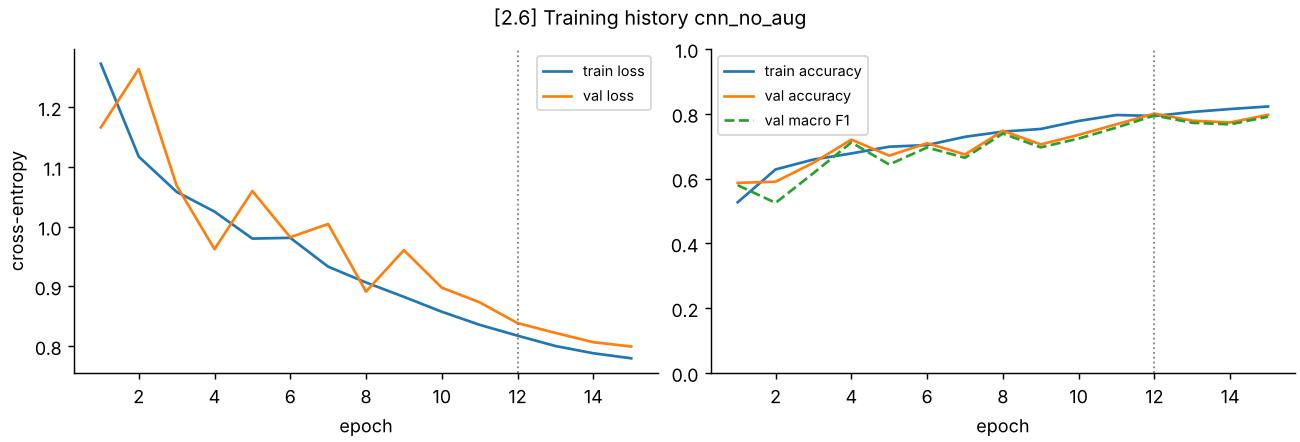 [2.6] Training history cnn_no_aug
cross-entropy
1.2
1.1
1.0
0.9
0.8
2 4 6 8 10 12 14
epoch
train loss
val loss
1.0
0.8
0.6
0.4
0.2
0.0
2 4 6 8 10 12 14
epoch
train accuracy
val accuracy
val macro F1